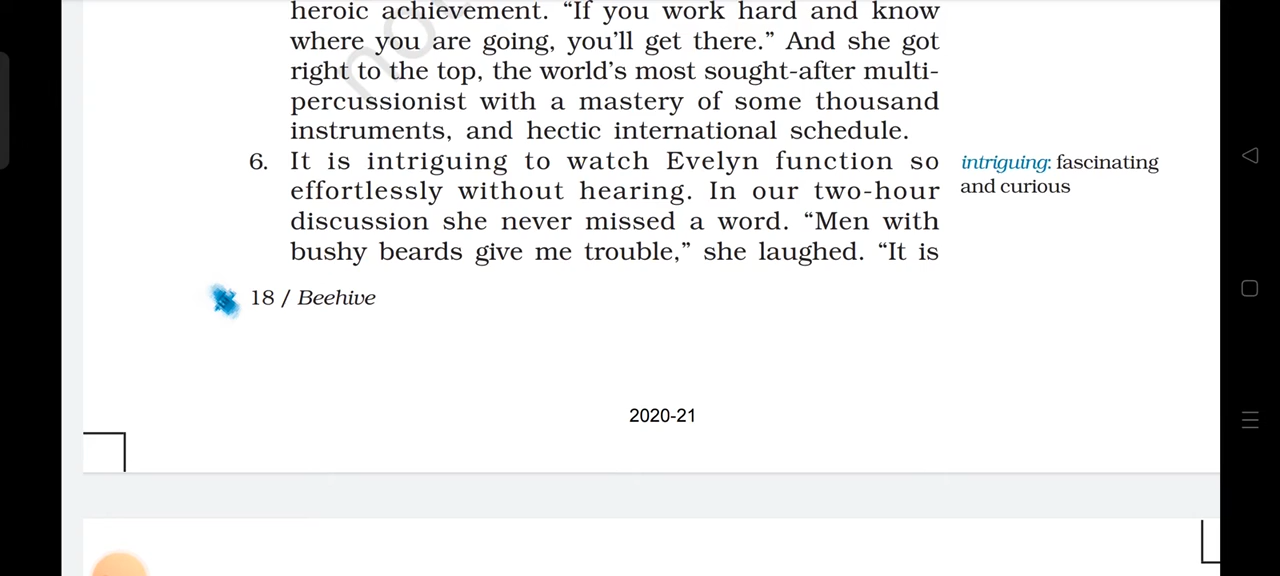 heroic achievement. “If you work hard and know
where you are going, you’ll get there.” And she got
right to the top, the world’s most sought-after multi-
percussionist with a mastery of some thousand
instruments, and hectic international schedule.
6. It is intriguing to watch Evelyn function so
effortlessly without hearing. In our two-hour
discussion she never missed a word. “Men with
bushy beards give me trouble,” she laughed. “It is
intriguing: fascinating
and curious
18 / Beehive
2020-21